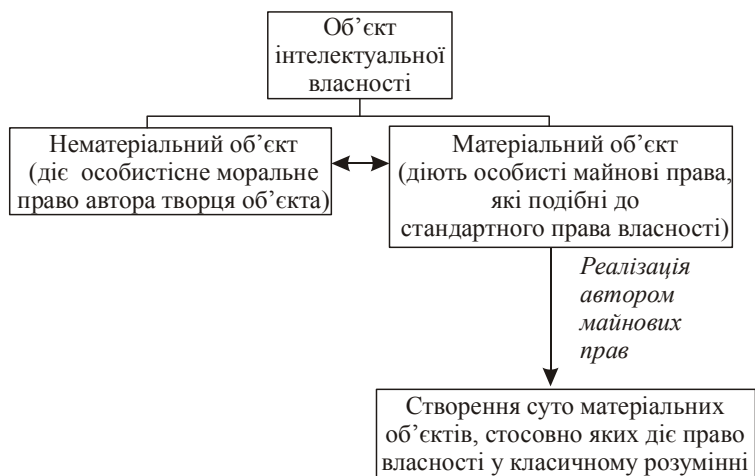 Об’єкт
інтелектуальної
власності
Нематеріальний об’єкт
(діє особистісне моральне
право автора творця об’єкта)
Матеріальний об’єкт
(діють особисті майнові права,
які подібні до
стандартного права власності)
Реалізація
автором
майнових
прав
Створення суто матеріальних
об’єктів, стосовно яких діє право
власності у класичному розумінні